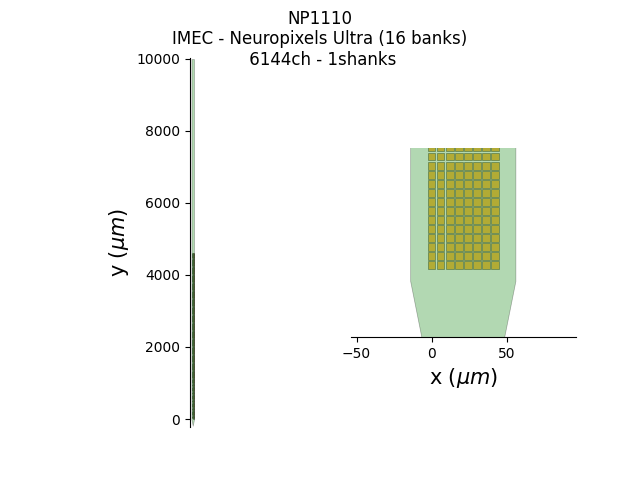 NP1110
IMEC - Neuropixels Ultra (16 banks)
6144ch - 1shanks
10000
8000
6000
4000
2000
0
y (μm)
−50
0
50
x (μm)